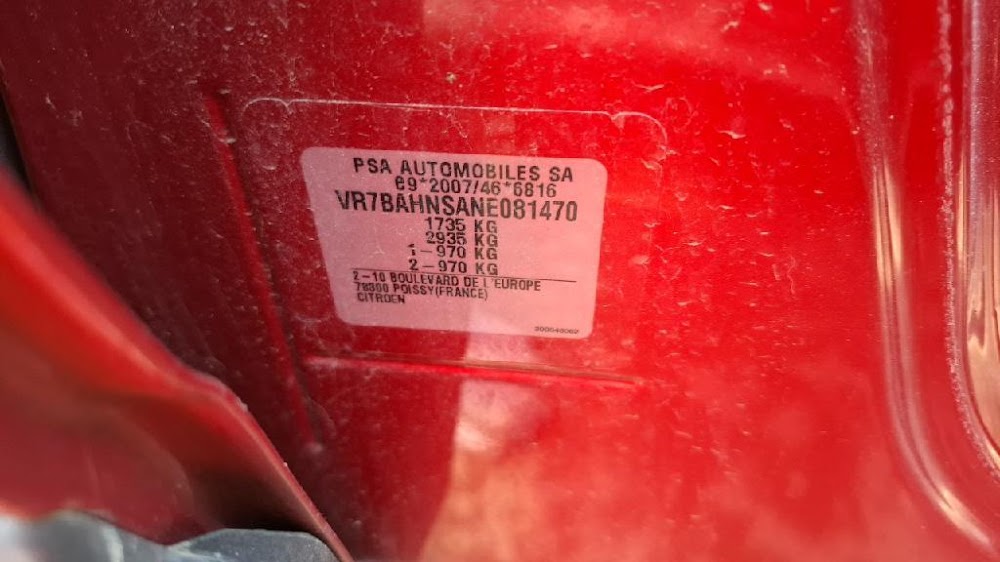 PSA AUTOMOBILES SA
e9*2007/46*6816
VR7BAHNSANE081470
1735 KG
2935 KG
1-970 KG
2-970 KG
2-10 BOULEVARD DE L'EUROPE
78300 POISSY(FRANCE)
CITROEN